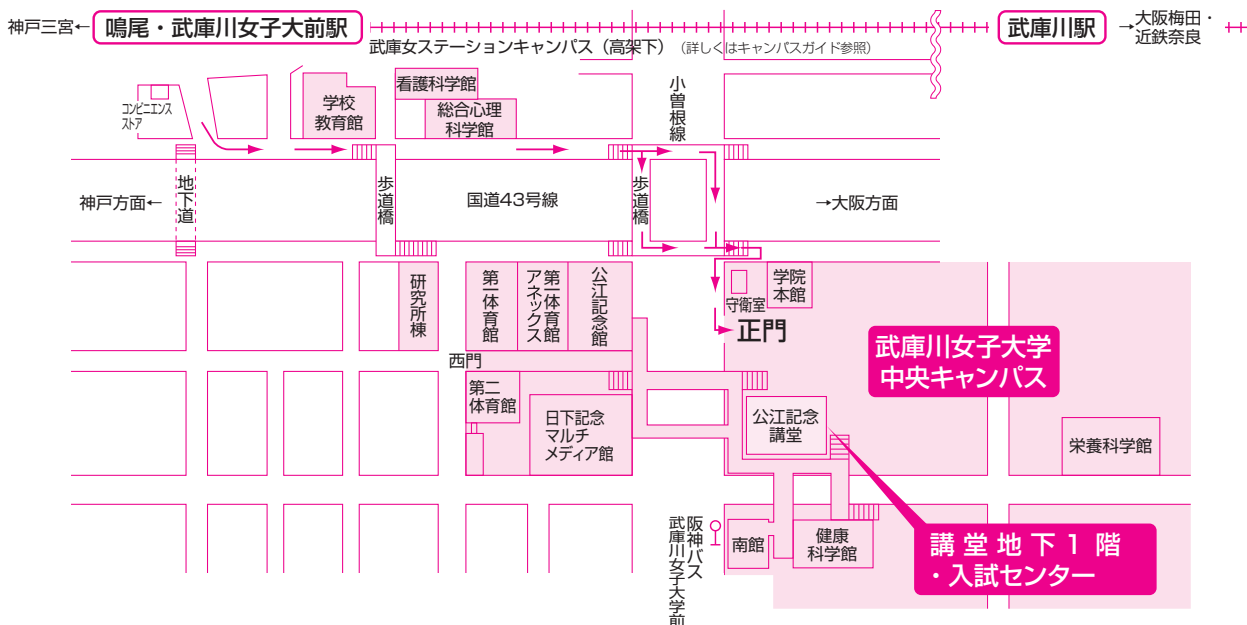 神戸三宮←
鳴尾・武庫川女子大前駅
武庫川駅
→大阪梅田・
近鉄奈良
武庫女ステーションキャンパス（高架下）（詳しくはキャンパスガイド参照）
コンビニエンス
ストア
学校
教育館
看護科学館
総合心理
科学館
小曽根線
神戸方面←
地下道
歩道橋
国道43号線
歩道橋
→大阪方面
研究所棟
第一体育館
第一体育館
アネックス
公江記念館
守衛室
学院
本館
正門
武庫川女子大学
中央キャンパス
西門
第二
体育館
日下記念
マルチ
メディア館
公江記念
講堂
栄養科学館
阪神バス
武庫川女子大学前
南館
健康
科学館
講堂地下1階
・入試センター